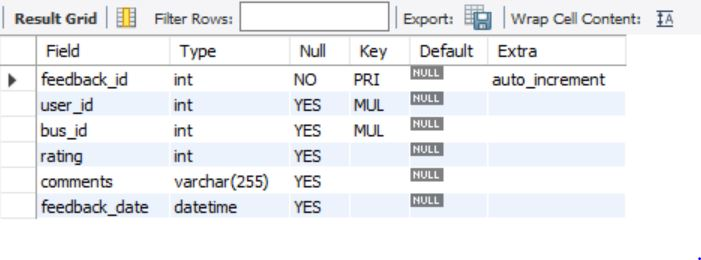 Result Grid Filter Rows: Export: Wrap Cell Content: IA
Field Type Null Key Default Extra
feedback_id int NO PRI NULL auto_increment
user_id int YES MUL NULL
bus_id int YES MUL NULL
rating int YES NULL
comments varchar(255) YES NULL
feedback_date datetime YES NULL